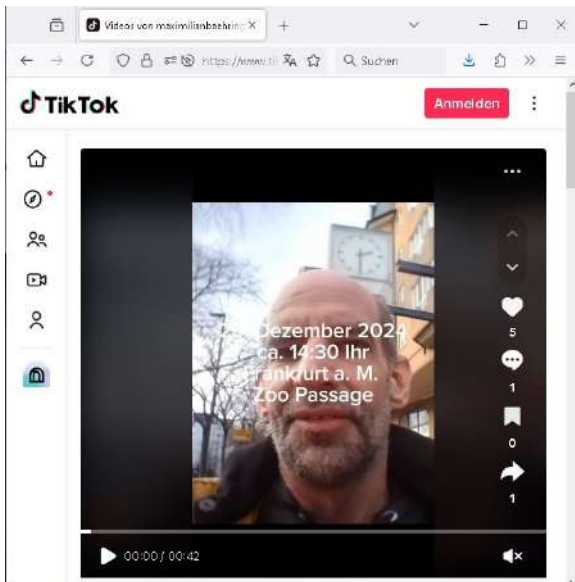 Videos von maximilianbaehring
Suchen
TikTok
Anmelden
Dezember 2024
ca. 14:30 Ihr
Frankfurt a. M.
Zoo Passage
5
1
0
1
00:00 / 00:42